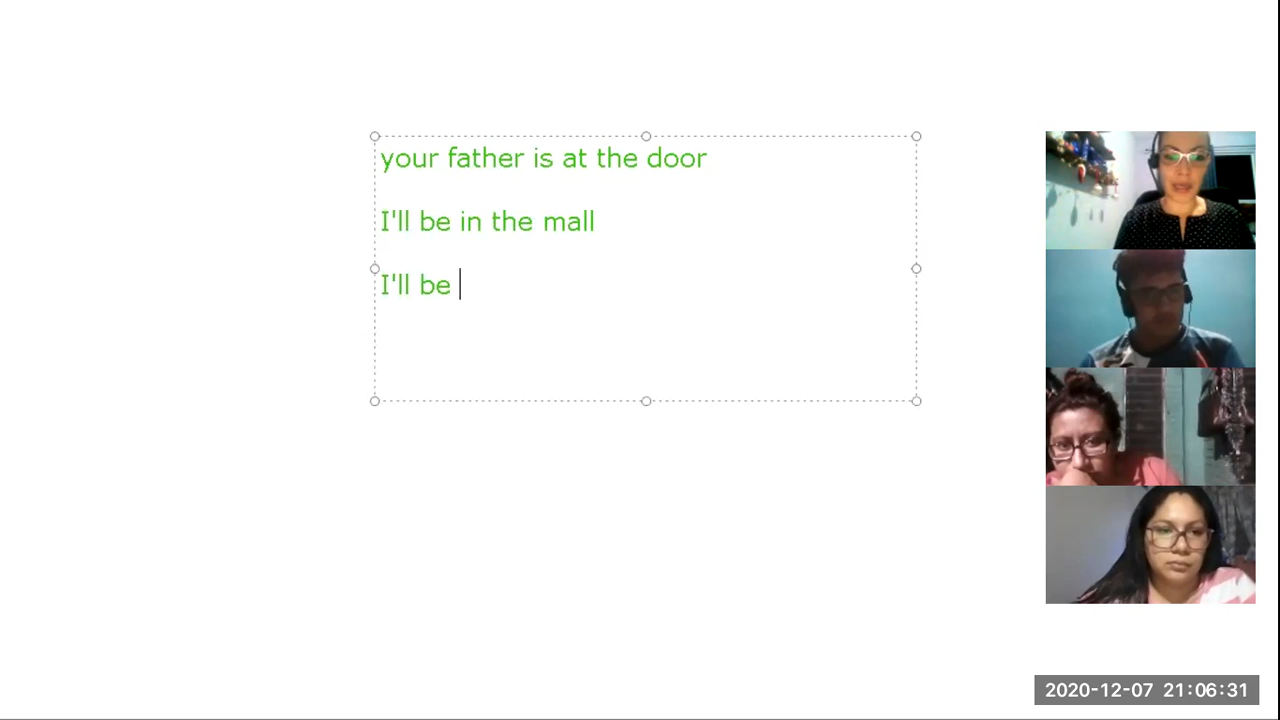 your father is at the door
I'll be in the mall
I'll be
2020-12-07 21:06:31